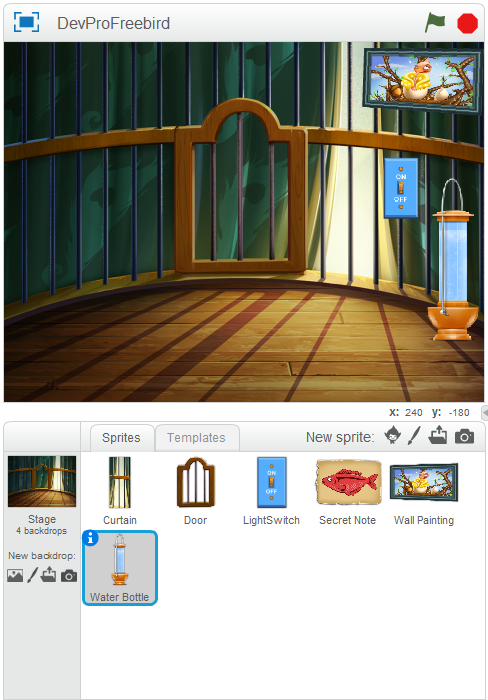 DevProFreebird
ON
OFF
x: 240 y: -180
Sprites
Templates
New sprite:
Stage
4 backdrops
New backdrop:
Curtain
Door
ON
OFF
LightSwitch
Secret Note
Wall Painting
i
Water Bottle